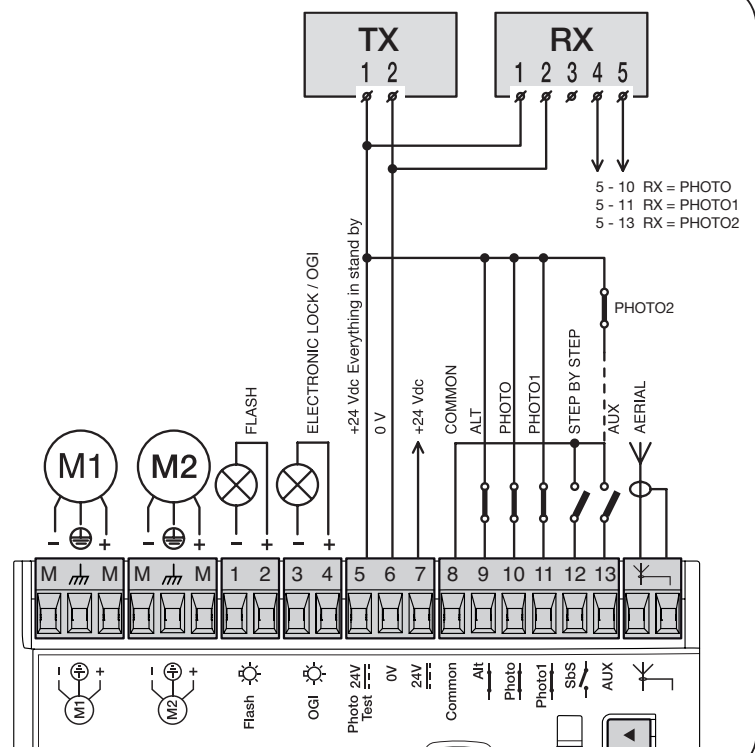 TX
RX
1 2
1 2 3 4 5
5 - 10 RX = PHOTO
5 - 11 RX = PHOTO1
5 - 13 RX = PHOTO2
PHOTO2
FLASH
ELECTRONIC LOCK / OGI
+24 Vdc Everything in stand by
0 V
+24 Vdc
COMMON
ALT
PHOTO
PHOTO1
STEP BY STEP
AUX
AERIAL
M1
M2
- +
- +
- +
- +
M M M M 1 2 3 4 5 6 7 8 9 10 11 12 13
- +
M1
- +
M2
Flash
OGI
Photo 24V
Test
0V
24V
Common
Alt
Photo
Photo1
SbS
AUX